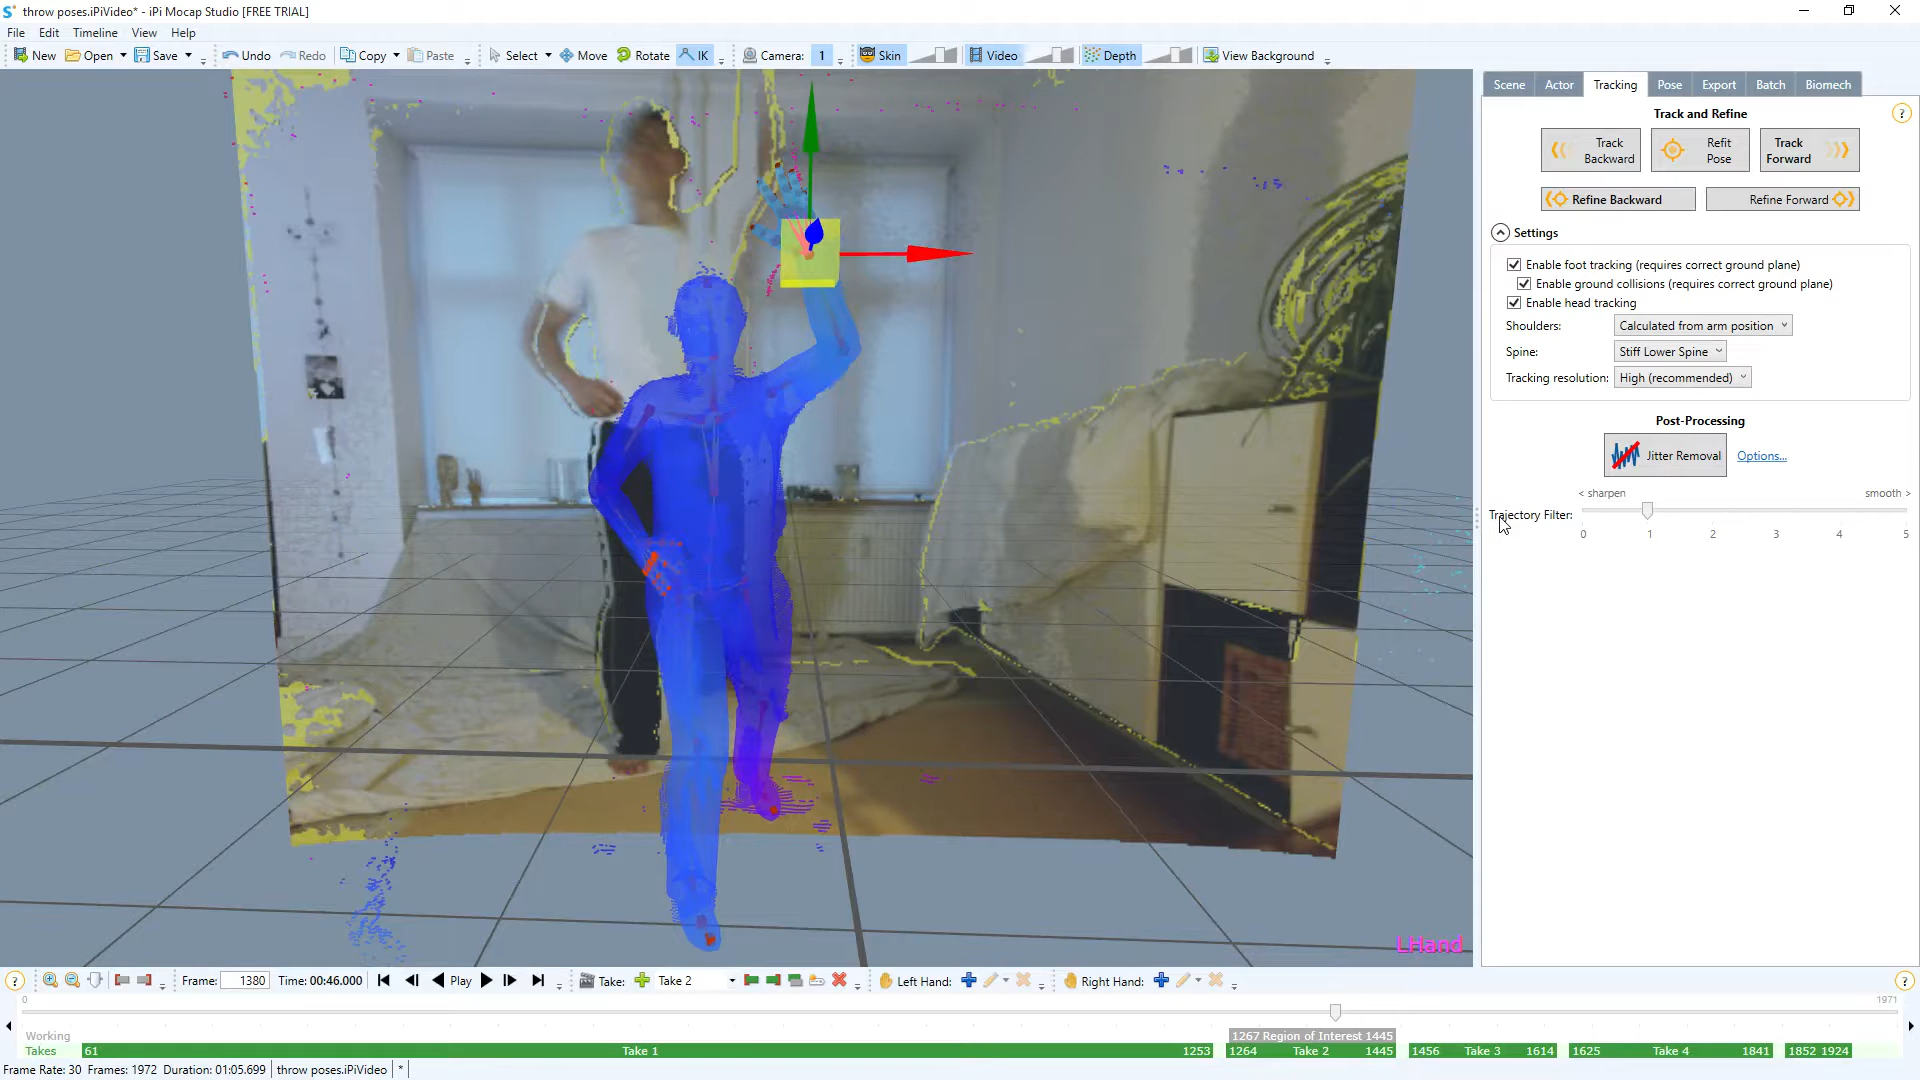 throw poses.iPiVideo* - iPi Mocap Studio [FREE TRIAL]
File Edit Timeline View Help
New Open Save Undo Redo Copy Paste Select Move Rotate IK Camera: 1 Skin Video Depth View Background
Scene Actor Tracking Pose Export Batch Biomech
Track and Refine
?
Track Backward
Refit Pose
Track Forward
Refine Backward
Refine Forward
Settings
Enable foot tracking (requires correct ground plane)
Enable ground collisions (requires correct ground plane)
Enable head tracking
Shoulders: Calculated from arm position
Spine: Stiff Lower Spine
Tracking resolution: High (recommended)
Post-Processing
Jitter Removal Options...
< sharpen smooth >
Trajectory Filter:
0 1 2 3 4 5
LHand
? Frame: 1380 Time: 00:46.000 Play Take: Take 2 Left Hand: Right Hand: ?
0 1971
Working 1267 Region of Interest 1445
Takes 61 Take 1 1253 1264 Take 2 1445 1456 Take 3 1614 1625 Take 4 1841 1852 1924
Frame Rate: 30 Frames: 1972 Duration: 01:05.699 throw poses.iPiVideo *